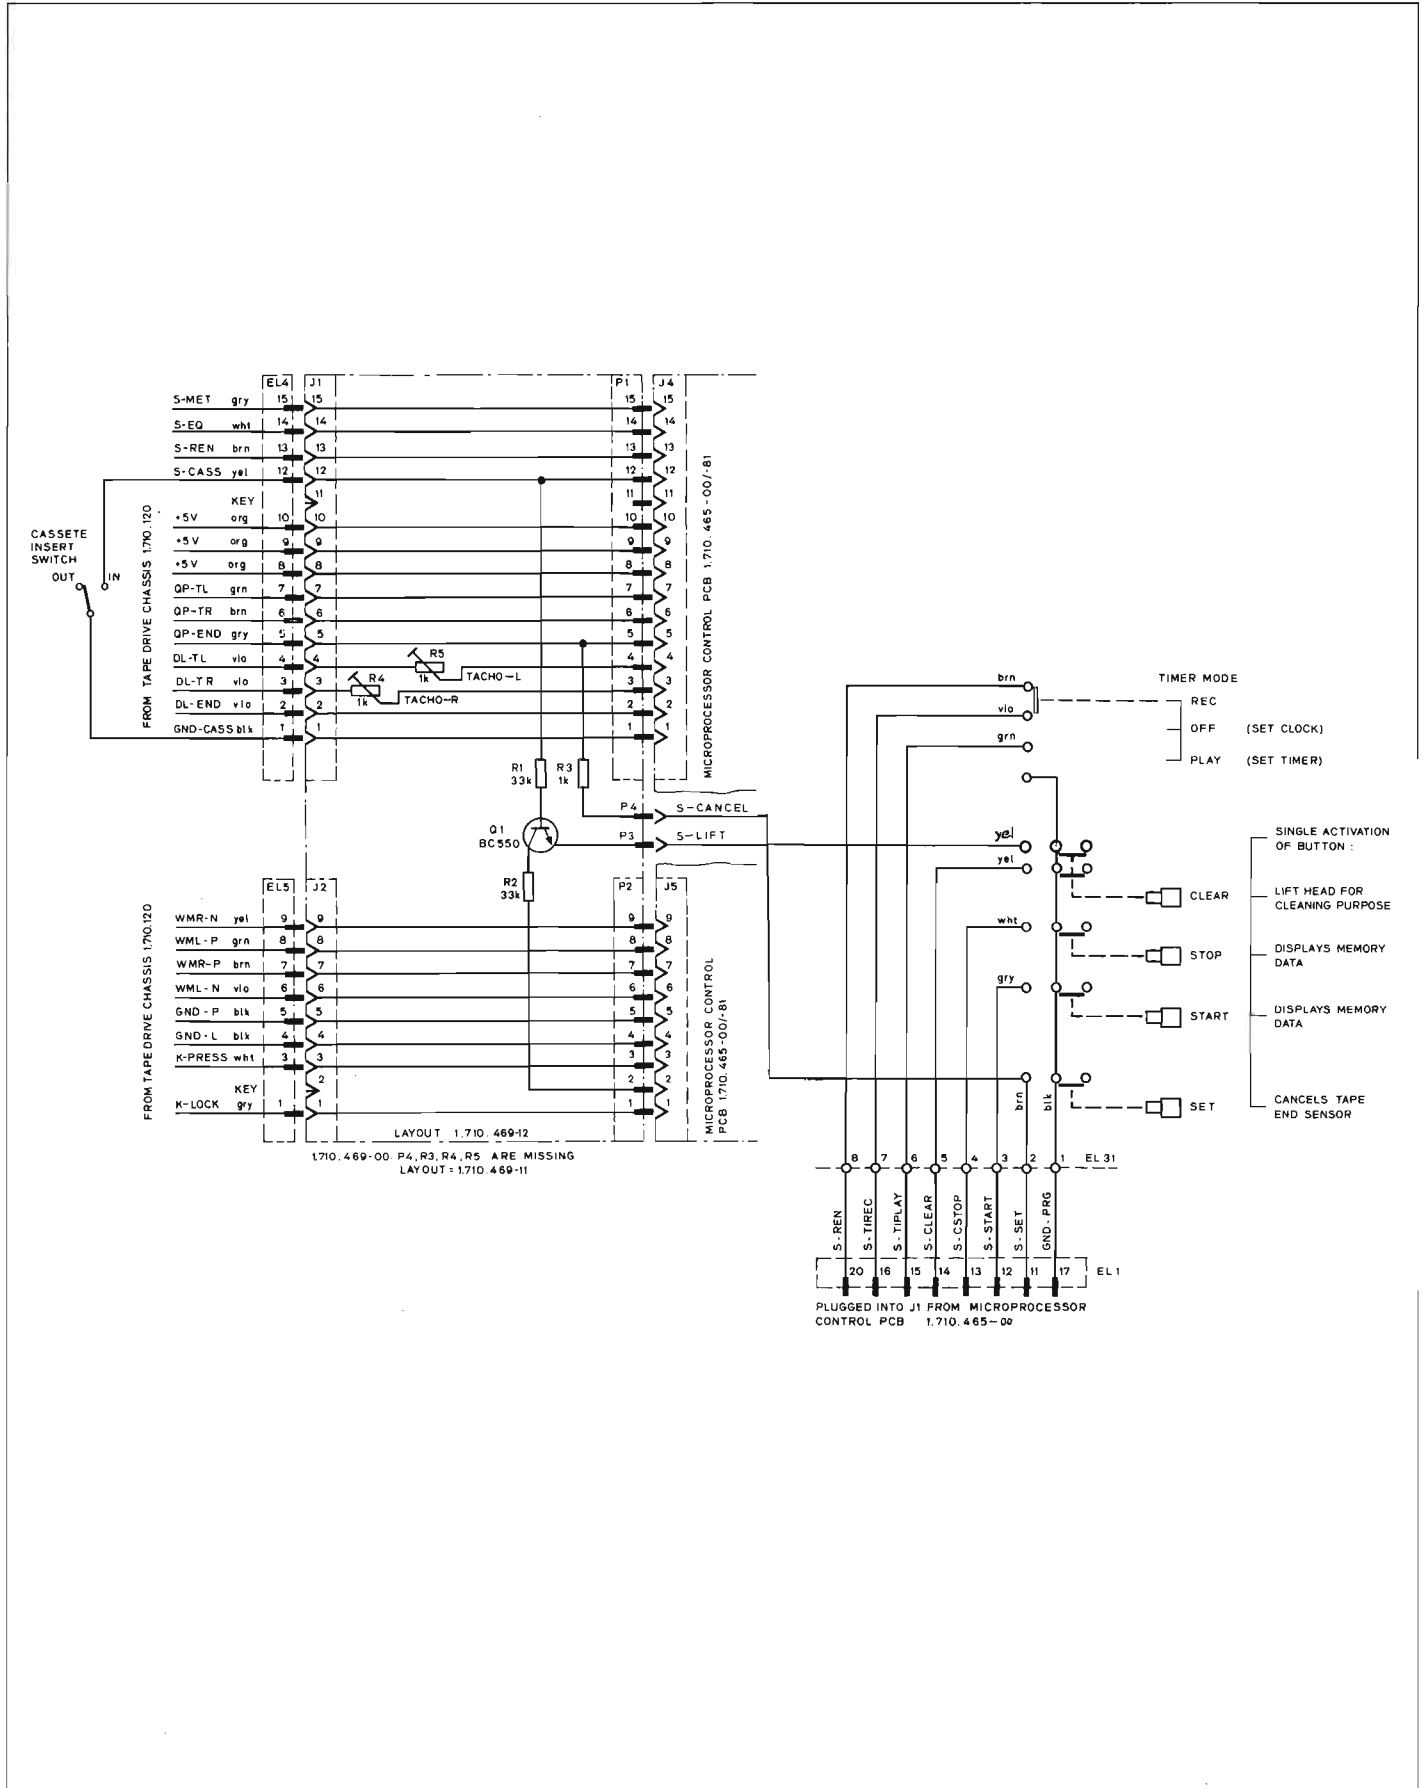 EL4 J1 P1 J4
S-MET gry 15 15 15 15
S-EQ wht 14 14 14 14
S-REN brn 13 13 13 13
S-CASS yel 12 12 12 12
KEY 11 11 11
+5V org 10 10 10 10
+5V org 9 9 9 9
+5V org 8 8 8 8
QP-TL grn 7 7 7 7
QP-TR brn 6 6 6 6
QP-END gry 5 5 5 5
DL-TL vlo 4 4 R5 1k TACHO-L 4 4
DL-TR vlo 3 3 R4 1k TACHO-R 3 3
DL-END vlo 2 2 2 2
GND-CASS blk 1 1 1 1
CASSETE
INSERT
SWITCH
OUT IN
FROM TAPE DRIVE CHASSIS 1.710.120
MICROPROCESSOR CONTROL PCB 1.710.465-00/-81
R1 33k
R3 1k
P4 S-CANCEL
P3 S-LIFT
Q1
BC550
R2
33k
EL5 J2 P2 J5
WMR-N yel 9 9 9 9
WML-P grn 8 8 8 8
WMR-P brn 7 7 7 7
WML-N vlo 6 6 6 6
GND-P blk 5 5 5 5
GND-L blk 4 4 4 4
K-PRESS wht 3 3 3 3
KEY 2 2 2
K-LOCK gry 1 1 1 1
FROM TAPE DRIVE CHASSIS 1.710.120
MICROPROCESSOR CONTROL
PCB 1.710.465-00/-81
LAYOUT 1.710.469-12
1.710.469-00 P4, R3, R4, R5 ARE MISSING
LAYOUT = 1.710.469-11
brn
vlo
grn
TIMER MODE
REC
OFF (SET CLOCK)
PLAY (SET TIMER)
yel
yel
wht
gry
brn
blk
CLEAR
STOP
START
SET
SINGLE ACTIVATION
OF BUTTON :
LIFT HEAD FOR
CLEANING PURPOSE
DISPLAYS MEMORY
DATA
DISPLAYS MEMORY
DATA
CANCELS TAPE
END SENSOR
8 7 6 5 4 3 2 1 EL 31
S-REN
S-TIREC
S-TIPLAY
S-CLEAR
S-CSTOP
S-START
S-SET
GND-PRG
20 16 15 14 13 12 11 17 EL 1
PLUGGED INTO J1 FROM MICROPROCESSOR
CONTROL PCB 1.710.465-00